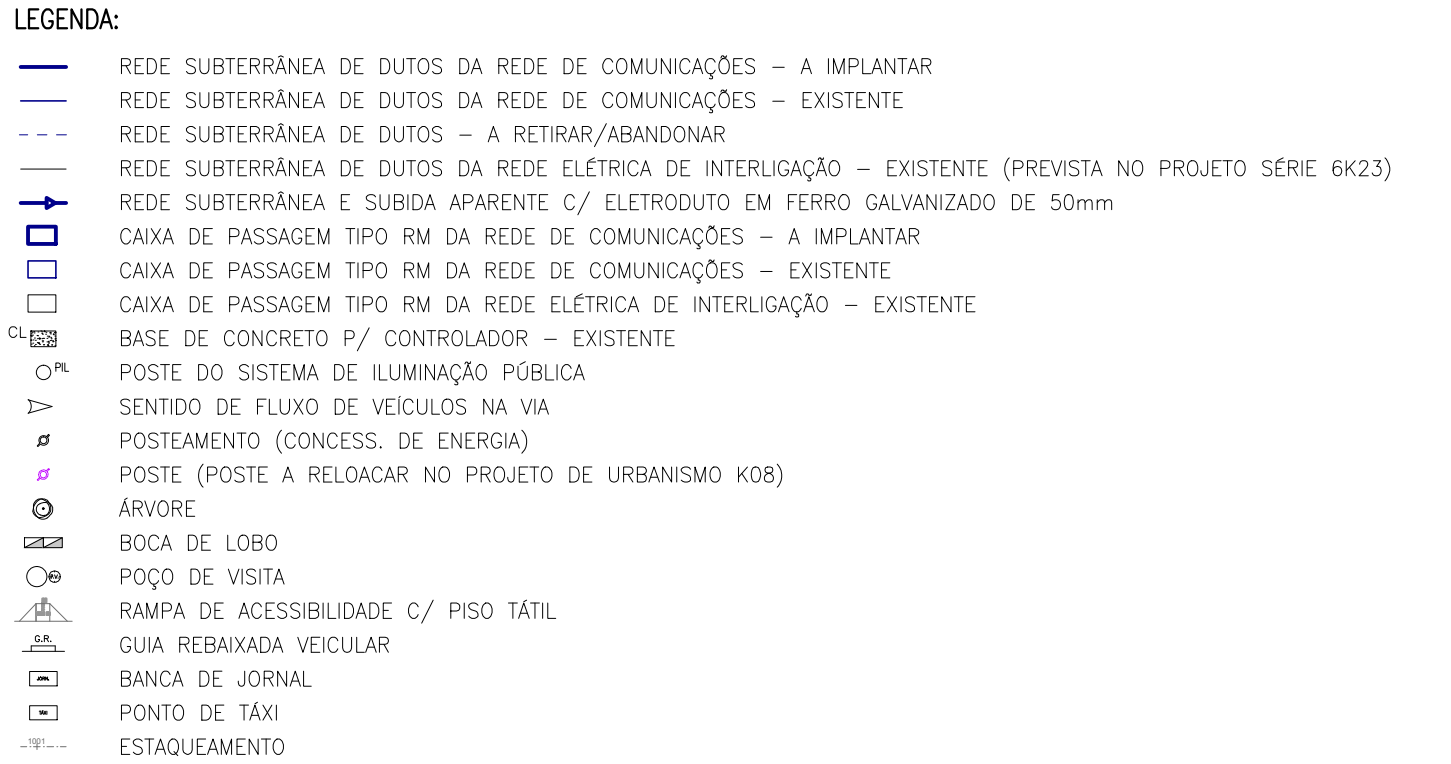 LEGENDA:
REDE SUBTERRÂNEA DE DUTOS DA REDE DE COMUNICAÇÕES – A IMPLANTAR
REDE SUBTERRÂNEA DE DUTOS DA REDE DE COMUNICAÇÕES – EXISTENTE
REDE SUBTERRÂNEA DE DUTOS – A RETIRAR/ABANDONAR
REDE SUBTERRÂNEA DE DUTOS DA REDE ELÉTRICA DE INTERLIGAÇÃO – EXISTENTE (PREVISTA NO PROJETO SÉRIE 6K23)
REDE SUBTERRÂNEA E SUBIDA APARENTE C/ ELETRODUTO EM FERRO GALVANIZADO DE 50mm
CAIXA DE PASSAGEM TIPO RM DA REDE DE COMUNICAÇÕES – A IMPLANTAR
CAIXA DE PASSAGEM TIPO RM DA REDE DE COMUNICAÇÕES – EXISTENTE
CAIXA DE PASSAGEM TIPO RM DA REDE ELÉTRICA DE INTERLIGAÇÃO – EXISTENTE
CL BASE DE CONCRETO P/ CONTROLADOR – EXISTENTE
PIL POSTE DO SISTEMA DE ILUMINAÇÃO PÚBLICA
SENTIDO DE FLUXO DE VEÍCULOS NA VIA
POSTEAMENTO (CONCESS. DE ENERGIA)
POSTE (POSTE A RELOACAR NO PROJETO DE URBANISMO K08)
ÁRVORE
BOCA DE LOBO
POÇO DE VISITA
RAMPA DE ACESSIBILIDADE C/ PISO TÁTIL
G.R. GUIA REBAIXADA VEICULAR
JORN. BANCA DE JORNAL
TÁXI PONTO DE TÁXI
1001 ESTAQUEAMENTO